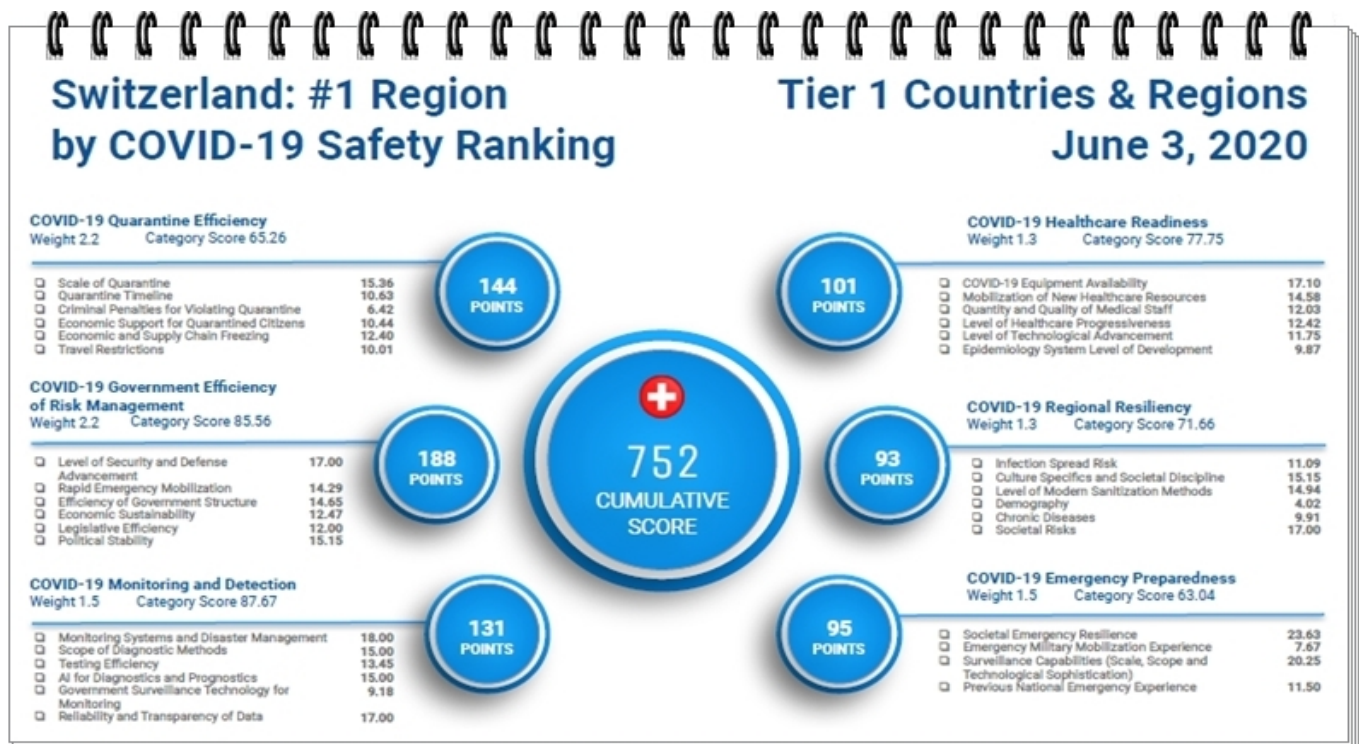 Switzerland: #1 Region
by COVID-19 Safety Ranking
Tier 1 Countries & Regions
June 3, 2020
COVID-19 Quarantine Efficiency
Weight 2.2 Category Score 65.26
Scale of Quarantine 15.36
Quarantine Timeline 10.63
Criminal Penalties for Violating Quarantine 6.42
Economic Support for Quarantined Citizens 10.44
Economic and Supply Chain Freezing 12.40
Travel Restrictions 10.01
144
POINTS
COVID-19 Government Efficiency
of Risk Management
Weight 2.2 Category Score 85.56
Level of Security and Defense 17.00
Advancement
Rapid Emergency Mobilization 14.29
Efficiency of Government Structure 14.65
Economic Sustainability 12.47
Legislative Efficiency 12.00
Political Stability 15.15
188
POINTS
COVID-19 Monitoring and Detection
Weight 1.5 Category Score 87.67
Monitoring Systems and Disaster Management 18.00
Scope of Diagnostic Methods 15.00
Testing Efficiency 13.45
AI for Diagnostics and Prognostics 15.00
Government Surveillance Technology for 9.18
Monitoring
Reliability and Transparency of Data 17.00
131
POINTS
752
CUMULATIVE
SCORE
COVID-19 Healthcare Readiness
Weight 1.3 Category Score 77.75
101
POINTS
COVID-19 Equipment Availability 17.10
Mobilization of New Healthcare Resources 14.58
Quantity and Quality of Medical Staff 12.03
Level of Healthcare Progressiveness 12.42
Level of Technological Advancement 11.75
Epidemiology System Level of Development 9.87
COVID-19 Regional Resiliency
Weight 1.3 Category Score 71.66
93
POINTS
Infection Spread Risk 11.09
Culture Specifics and Societal Discipline 15.15
Level of Modern Sanitization Methods 14.94
Demography 4.02
Chronic Diseases 9.91
Societal Risks 17.00
COVID-19 Emergency Preparedness
Weight 1.5 Category Score 63.04
95
POINTS
Societal Emergency Resilience 23.63
Emergency Military Mobilization Experience 7.67
Surveillance Capabilities (Scale, Scope and 20.25
Technological Sophistication)
Previous National Emergency Experience 11.50